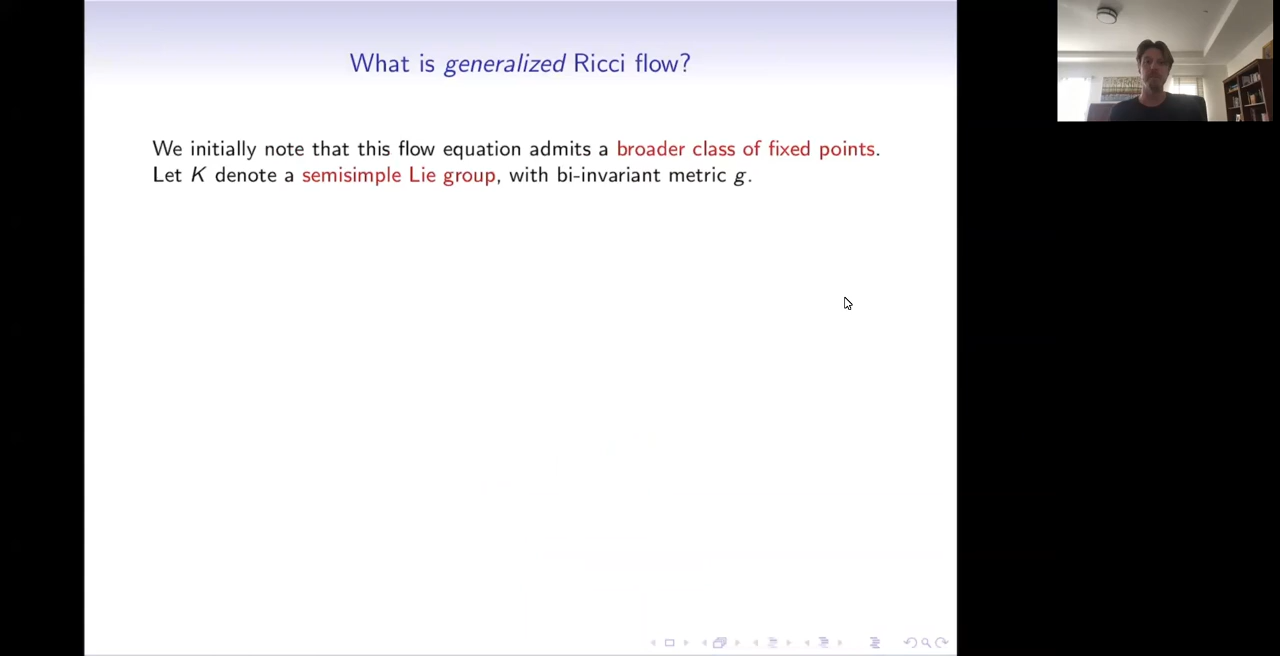 What is generalized Ricci flow?
We initially note that this flow equation admits a broader class of fixed points.
Let K denote a semisimple Lie group, with bi-invariant metric g.